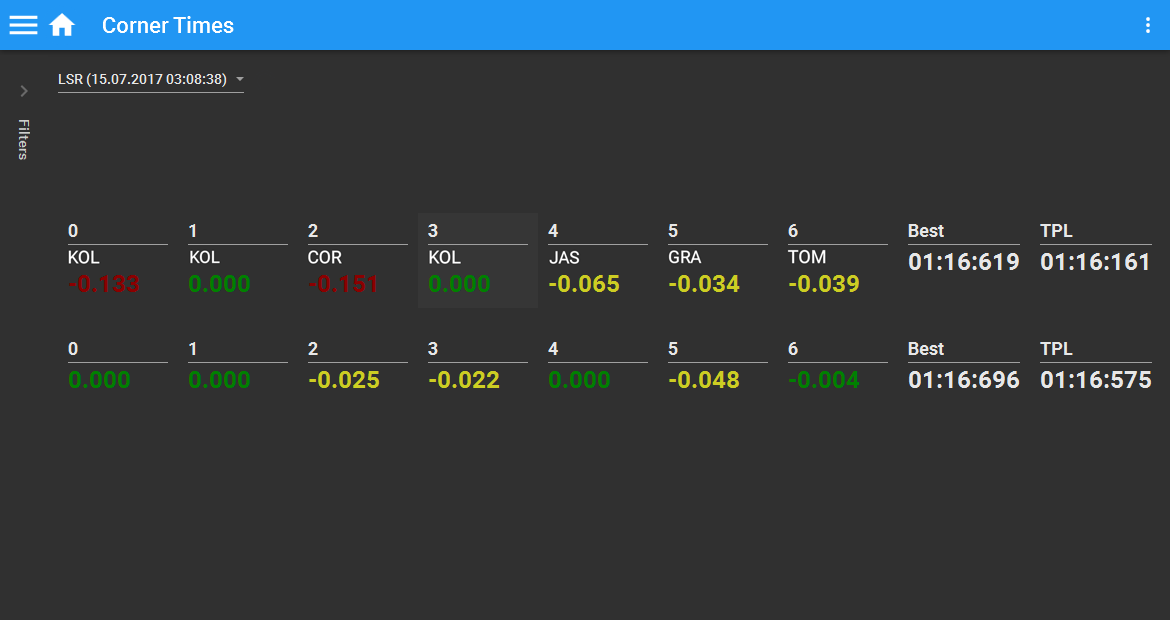 Corner Times
LSR (15.07.2017 03:08:38)
Filters
0 1 2 3 4 5 6 Best TPL
KOL KOL COR KOL JAS GRA TOM 01:16:619 01:16:161
-0.133 0.000 -0.151 0.000 -0.065 -0.034 -0.039
0 1 2 3 4 5 6 Best TPL
0.000 0.000 -0.025 -0.022 0.000 -0.048 -0.004 01:16:696 01:16:575